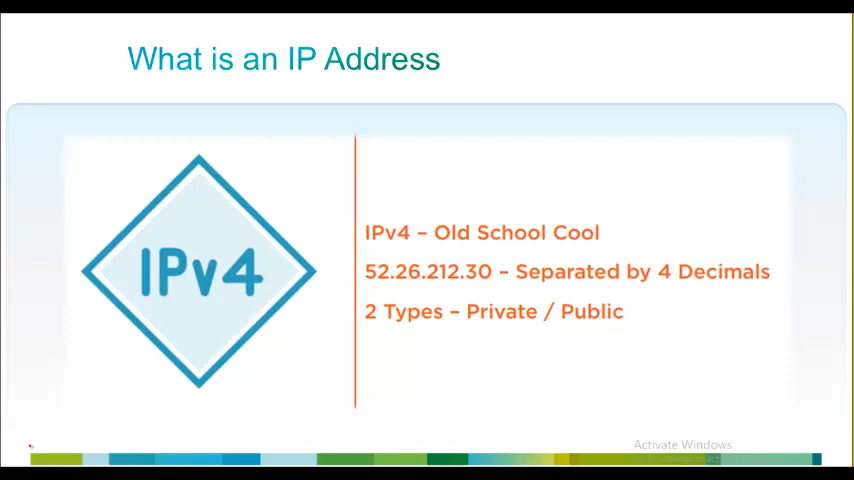 What is an IP Address
IPv4
IPv4 – Old School Cool
52.26.212.30 – Separated by 4 Decimals
2 Types – Private / Public
Activate Windows